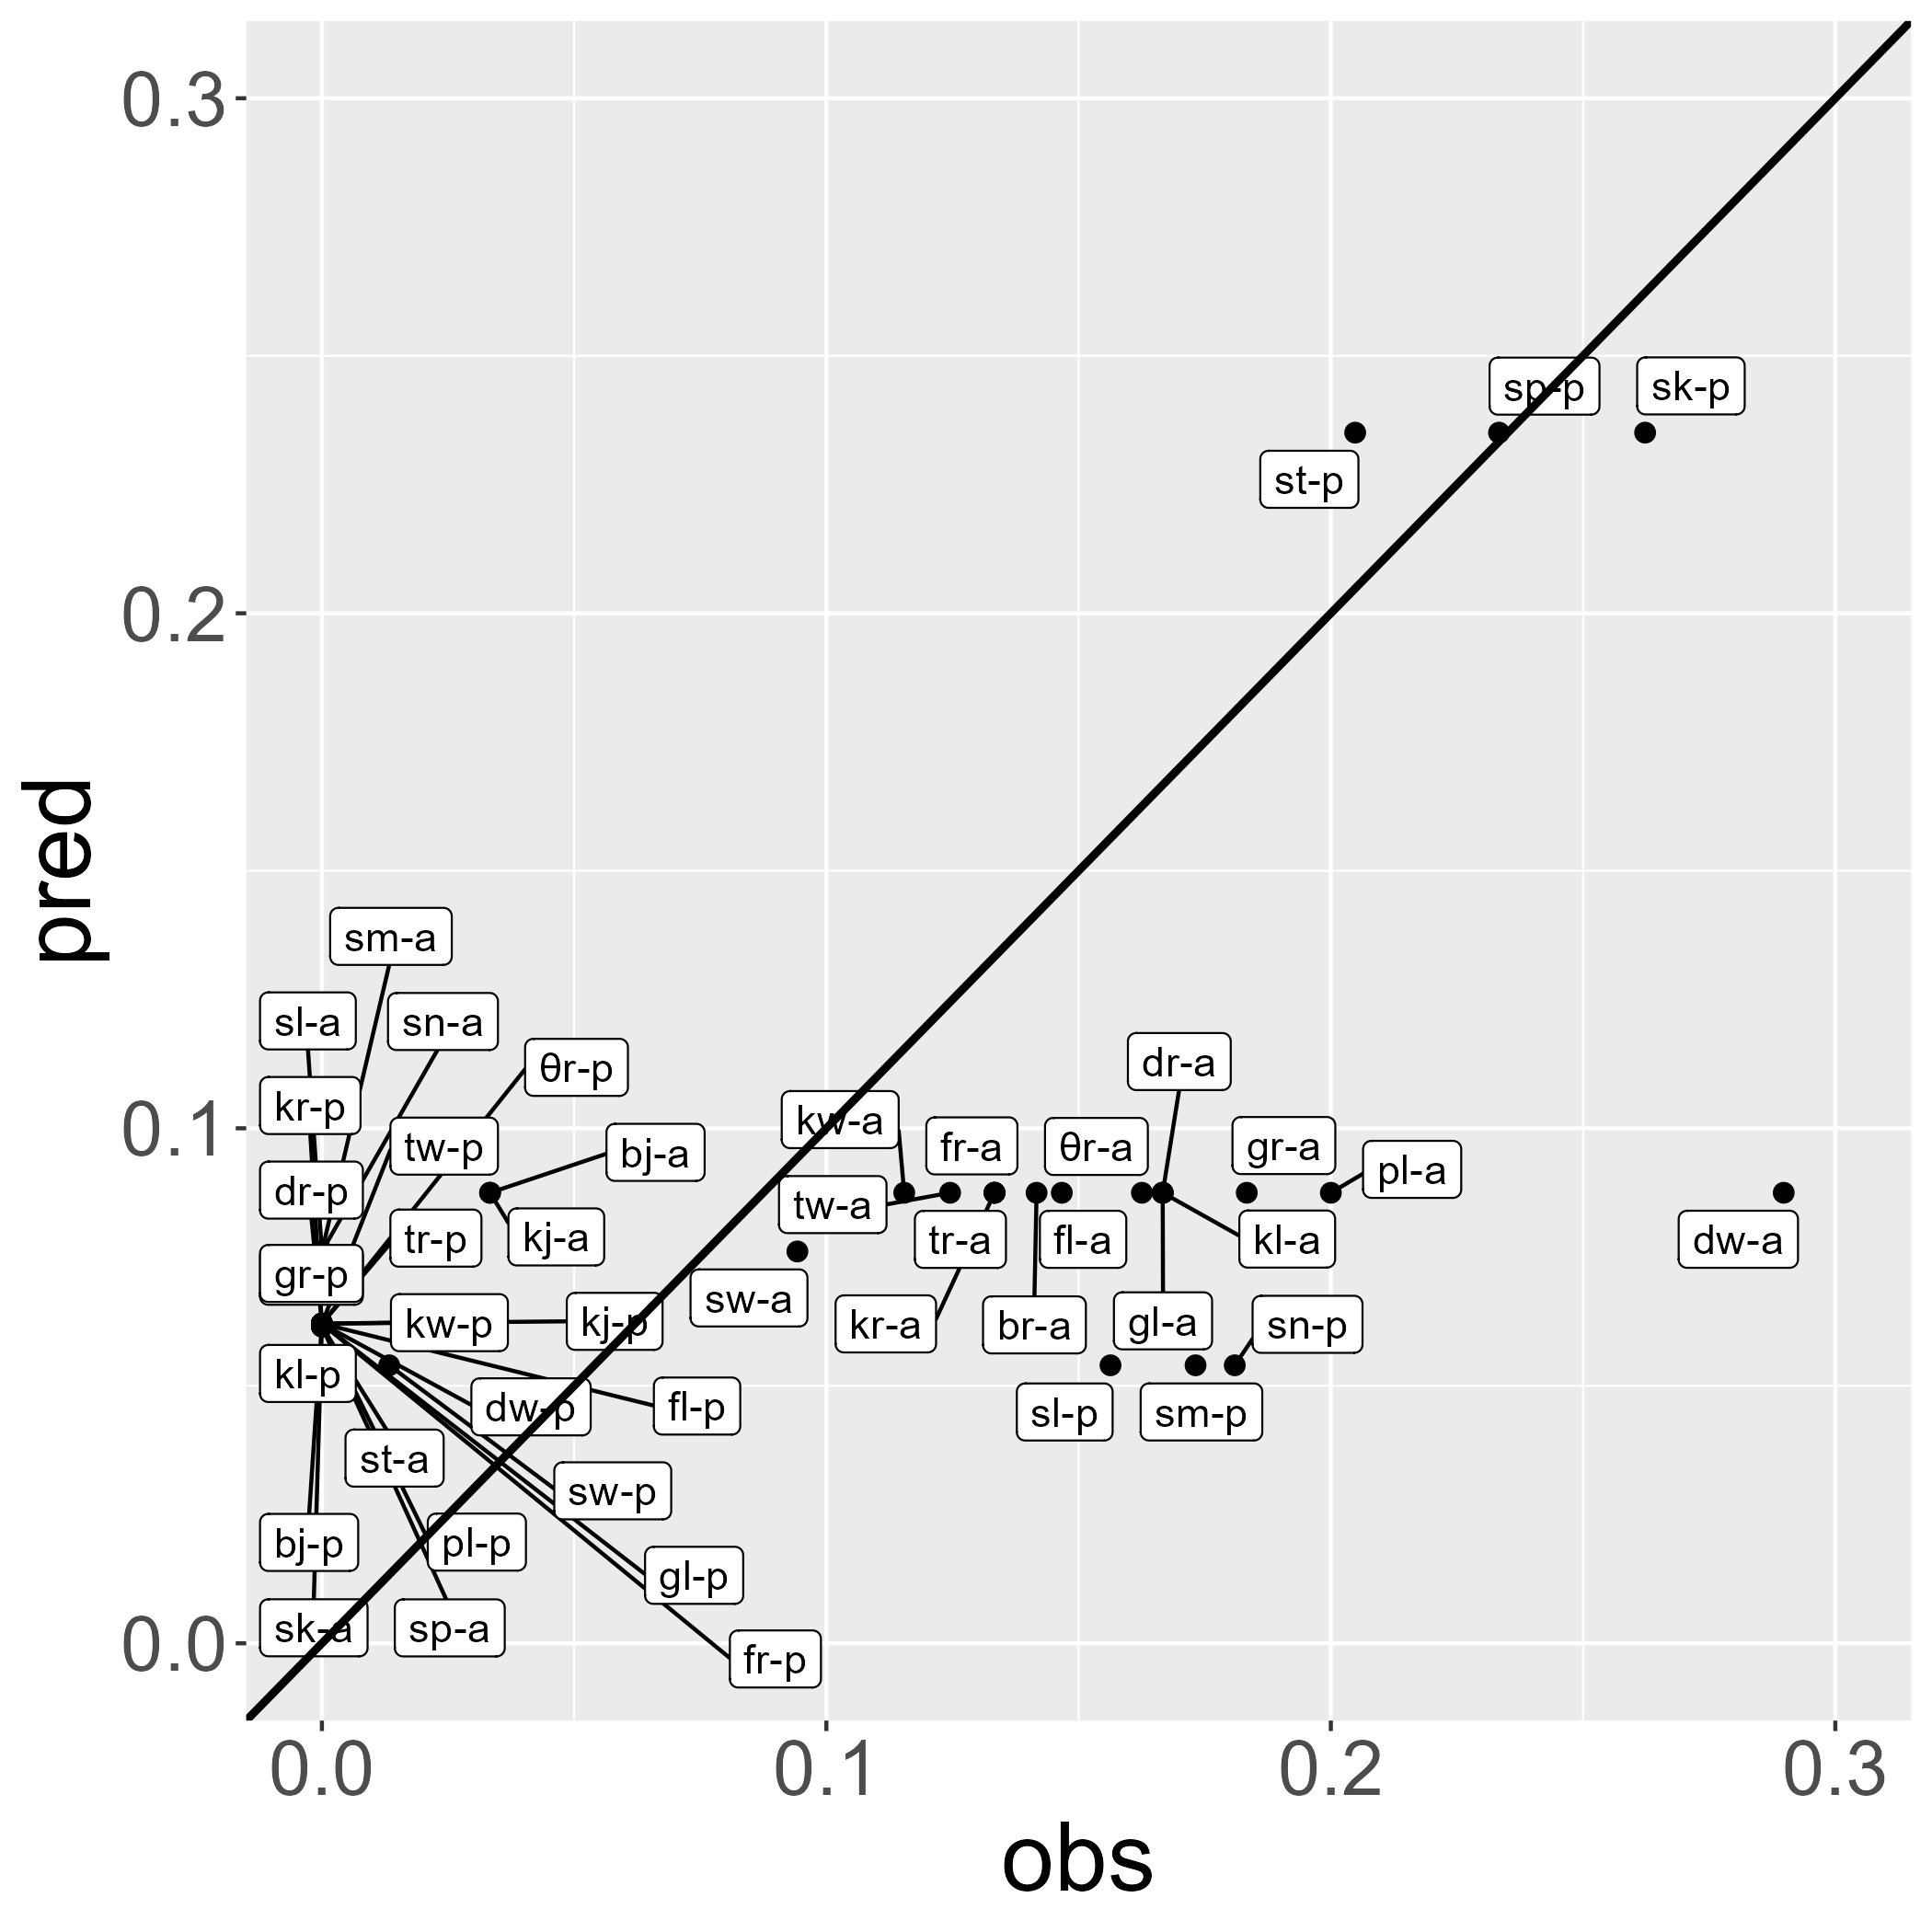 0.3
sp-p
sk-p
st-p
0.2
pred
sm-a
sl-a
sn-a
θr-p
dr-a
kr-p
kw-a
0.1
tw-p
bj-a
fr-a
θr-a
gr-a
pl-a
dr-p
tw-a
tr-p
kj-a
tr-a
fl-a
kl-a
dw-a
gr-p
sw-a
kw-p
kj-p
kr-a
br-a
gl-a
sn-p
kl-p
dw-p
fl-p
sl-p
sm-p
st-a
sw-p
bj-p
pl-p
gl-p
0.0
sk-a
sp-a
fr-p
0.0
0.1
0.2
0.3
obs